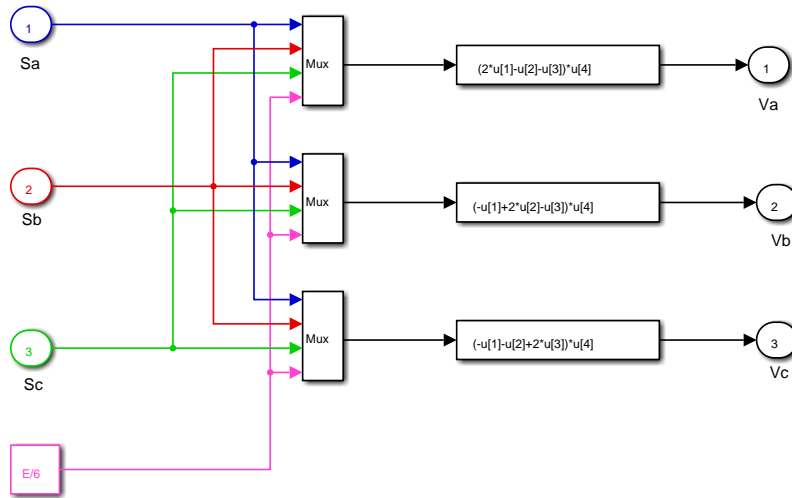 1
Sa
Mux
(2*u[1]-u[2]-u[3])*u[4]
1
Va
2
Sb
Mux
(-u[1]+2*u[2]-u[3])*u[4]
2
Vb
3
Sc
Mux
(-u[1]-u[2]+2*u[3])*u[4]
3
Vc
E/6